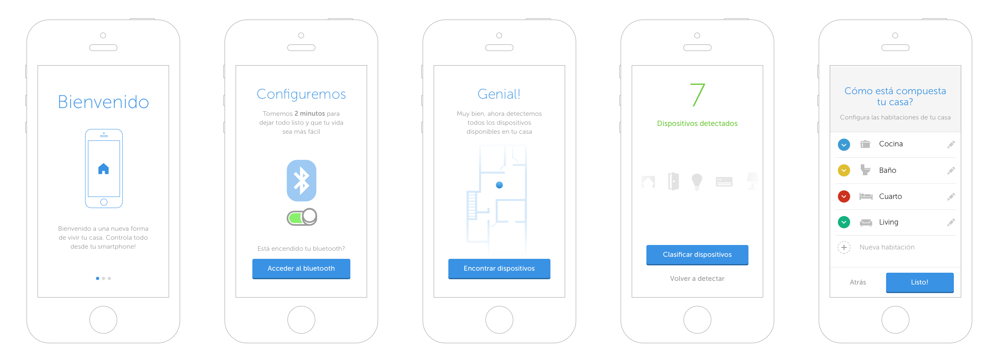 Bienvenido
Bienvenido a una nueva forma
de vivir tu casa. Controla todo
desde tu smartphone!
Configuremos
Tomemos 2 minutos para
dejar todo listo y que tu vida
sea más fácil
Está encendido tu bluetooth?
Acceder al bluetooth
Genial!
Muy bien, ahora detectemos
todos los dispositivos
disponibles en tu casa
Encontrar dispositivos
7
Dispositivos detectados
Clasificar dispositivos
Volver a detectar
Cómo está compuesta
tu casa?
Configura las habitaciones de tu casa
Cocina
Baño
Cuarto
Living
Nueva habitación
Atrás
Listo!